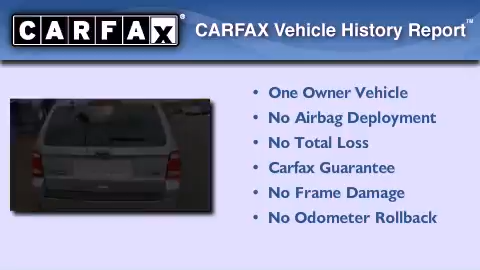 CARFAX® CARFAX Vehicle History Report™
• One Owner Vehicle
• No Airbag Deployment
• No Total Loss
• Carfax Guarantee
• No Frame Damage
• No Odometer Rollback